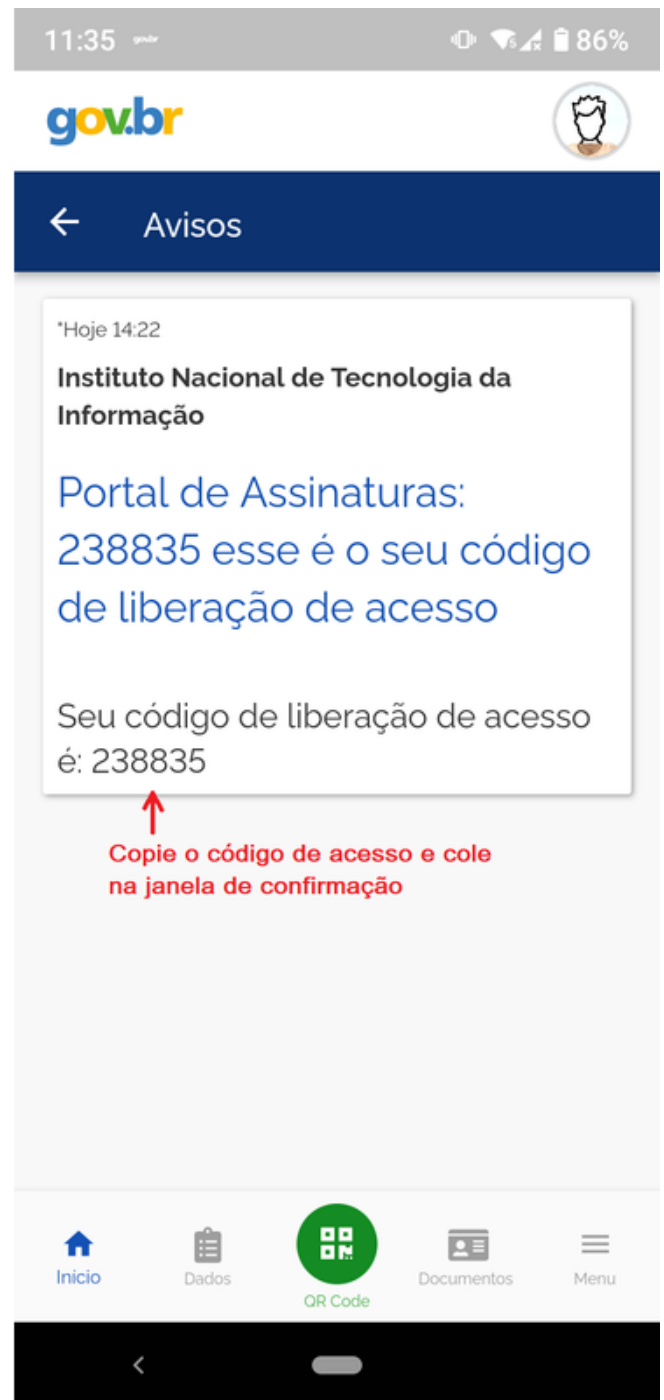 11:35
86%
gov.br
Avisos
*Hoje 14:22
Instituto Nacional de Tecnologia da
Informação
Portal de Assinaturas:
238835 esse é o seu código
de liberação de acesso
Seu código de liberação de acesso
é: 238835
Copie o código de acesso e cole
na janela de confirmação
Início
Dados
QR Code
Documentos
Menu